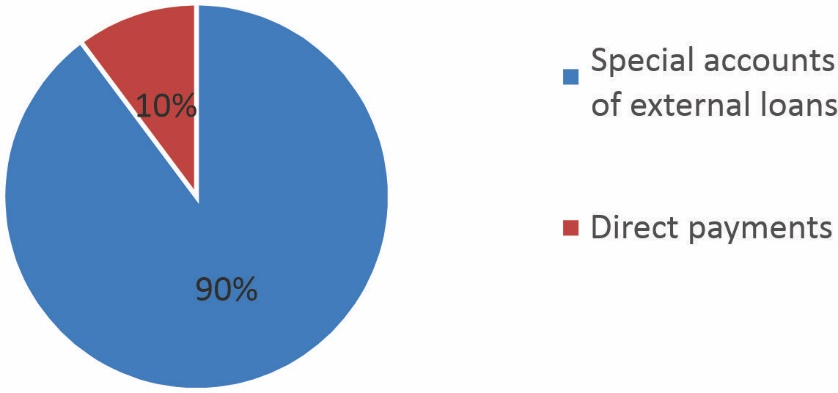 Special accounts
of external loans
10%
Direct payments
90%